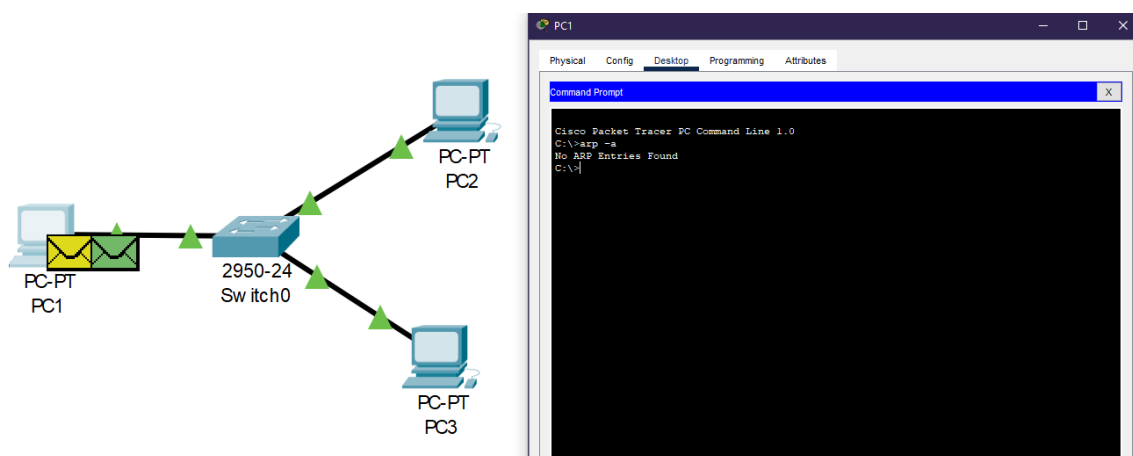 PC-PT
PC2
PC-PT
PC1
2950-24
Switch0
PC-PT
PC3
PC1
Physical Config Desktop Programming Attributes
Command Prompt
X
Cisco Packet Tracer PC Command Line 1.0
C:\>arp -a
No ARP Entries Found
C:\>